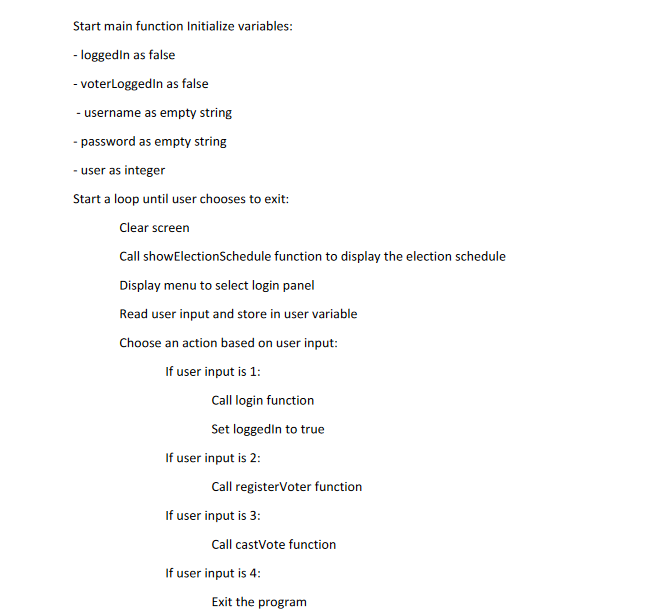 Start main function Initialize variables:
- loggedIn as false
- voterLoggedIn as false
- username as empty string
- password as empty string
- user as integer
Start a loop until user chooses to exit:
Clear screen
Call showElectionSchedule function to display the election schedule
Display menu to select login panel
Read user input and store in user variable
Choose an action based on user input:
If user input is 1:
Call login function
Set loggedIn to true
If user input is 2:
Call registerVoter function
If user input is 3:
Call castVote function
If user input is 4:
Exit the program